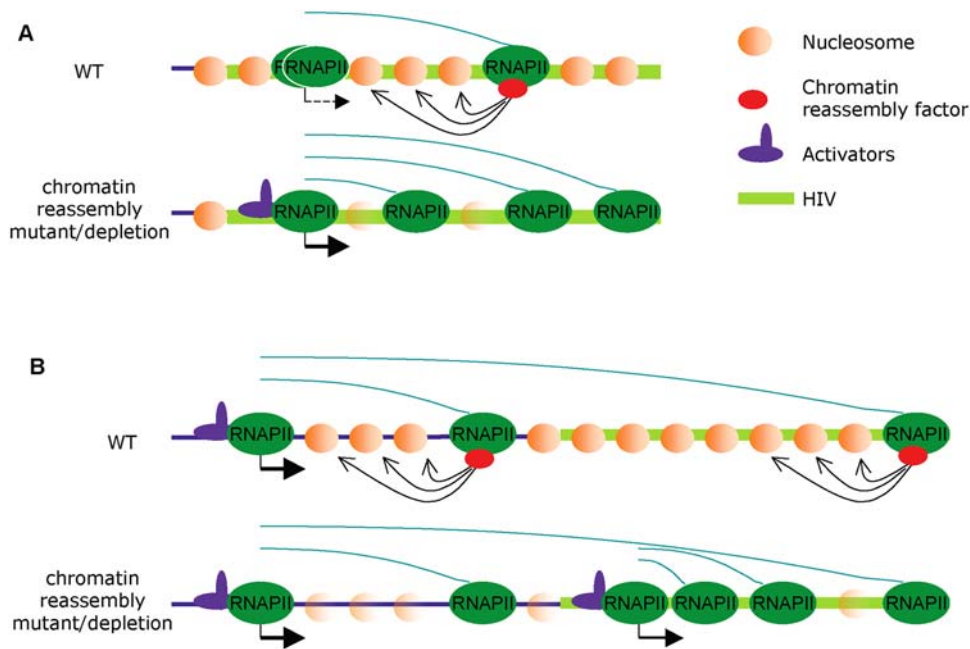 A
WT
RNAPII RNAPII RNAPII
chromatin
reassembly
mutant/depletion
RNAPII RNAPII RNAPII RNAPII
Nucleosome
Chromatin
reassembly factor
Activators
HIV
B
WT
RNAPII RNAPII RNAPII
chromatin
reassembly
mutant/depletion
RNAPII RNAPII RNAPII RNAPII RNAPII RNAPII